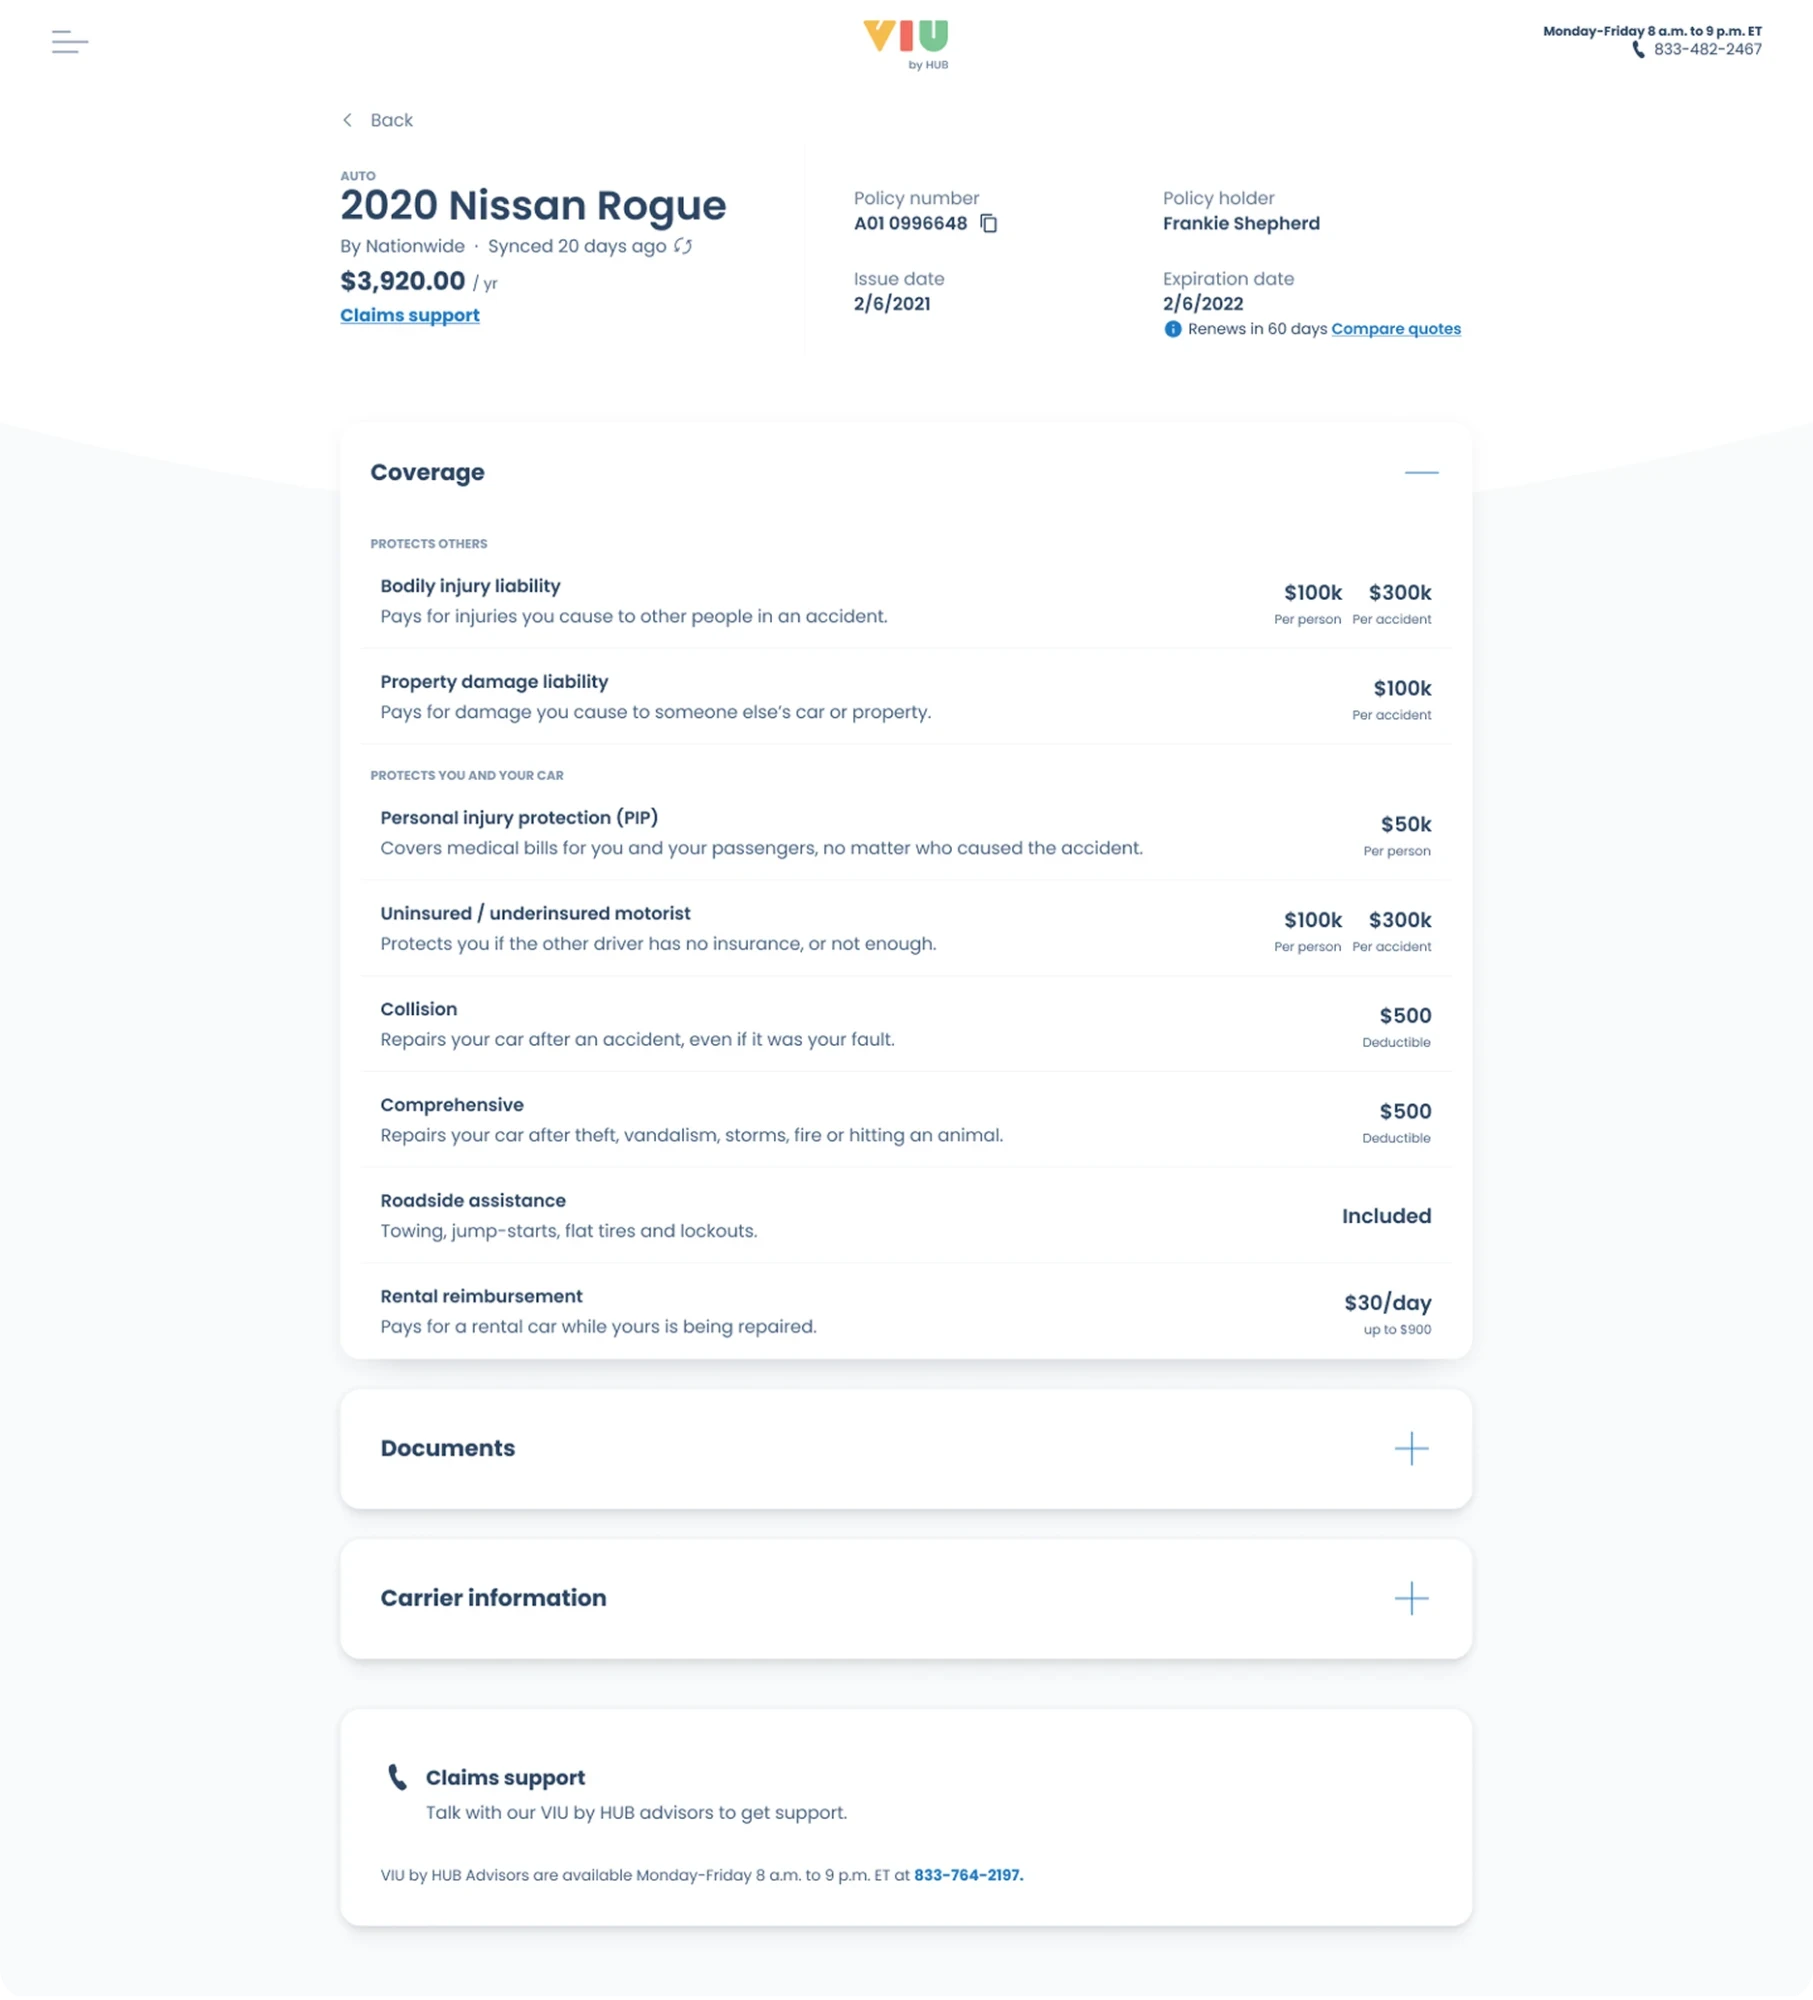 VIU
by HUB
Monday-Friday 8 a.m. to 9 p.m. ET
833-482-2467
Back
AUTO
2020 Nissan Rogue
By Nationwide · Synced 20 days ago
$3,920.00 / yr
Claims support
Policy number
A01 0996648
Policy holder
Frankie Shepherd
Issue date
2/6/2021
Expiration date
2/6/2022
Renews in 60 days Compare quotes
Coverage
PROTECTS OTHERS
Bodily injury liability
Pays for injuries you cause to other people in an accident.
$100k $300k
Per person Per accident
Property damage liability
Pays for damage you cause to someone else’s car or property.
$100k
Per accident
PROTECTS YOU AND YOUR CAR
Personal injury protection (PIP)
Covers medical bills for you and your passengers, no matter who caused the accident.
$50k
Per person
Uninsured / underinsured motorist
Protects you if the other driver has no insurance, or not enough.
$100k $300k
Per person Per accident
Collision
Repairs your car after an accident, even if it was your fault.
$500
Deductible
Comprehensive
Repairs your car after theft, vandalism, storms, fire or hitting an animal.
$500
Deductible
Roadside assistance
Towing, jump-starts, flat tires and lockouts.
Included
Rental reimbursement
Pays for a rental car while yours is being repaired.
$30/day
up to $900
Documents
Carrier information
Claims support
Talk with our VIU by HUB advisors to get support.
VIU by HUB Advisors are available Monday-Friday 8 a.m. to 9 p.m. ET at 833-764-2197.